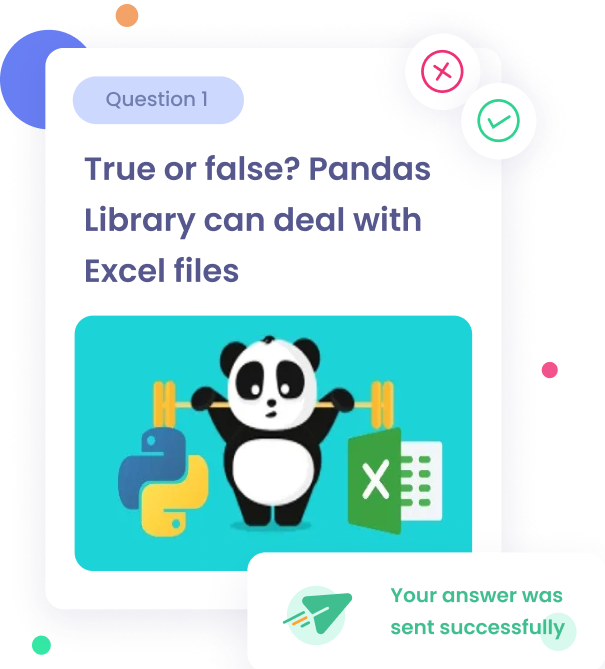 Question 1
True or false? Pandas
Library can deal with
Excel files
X
Your answer was
sent successfully